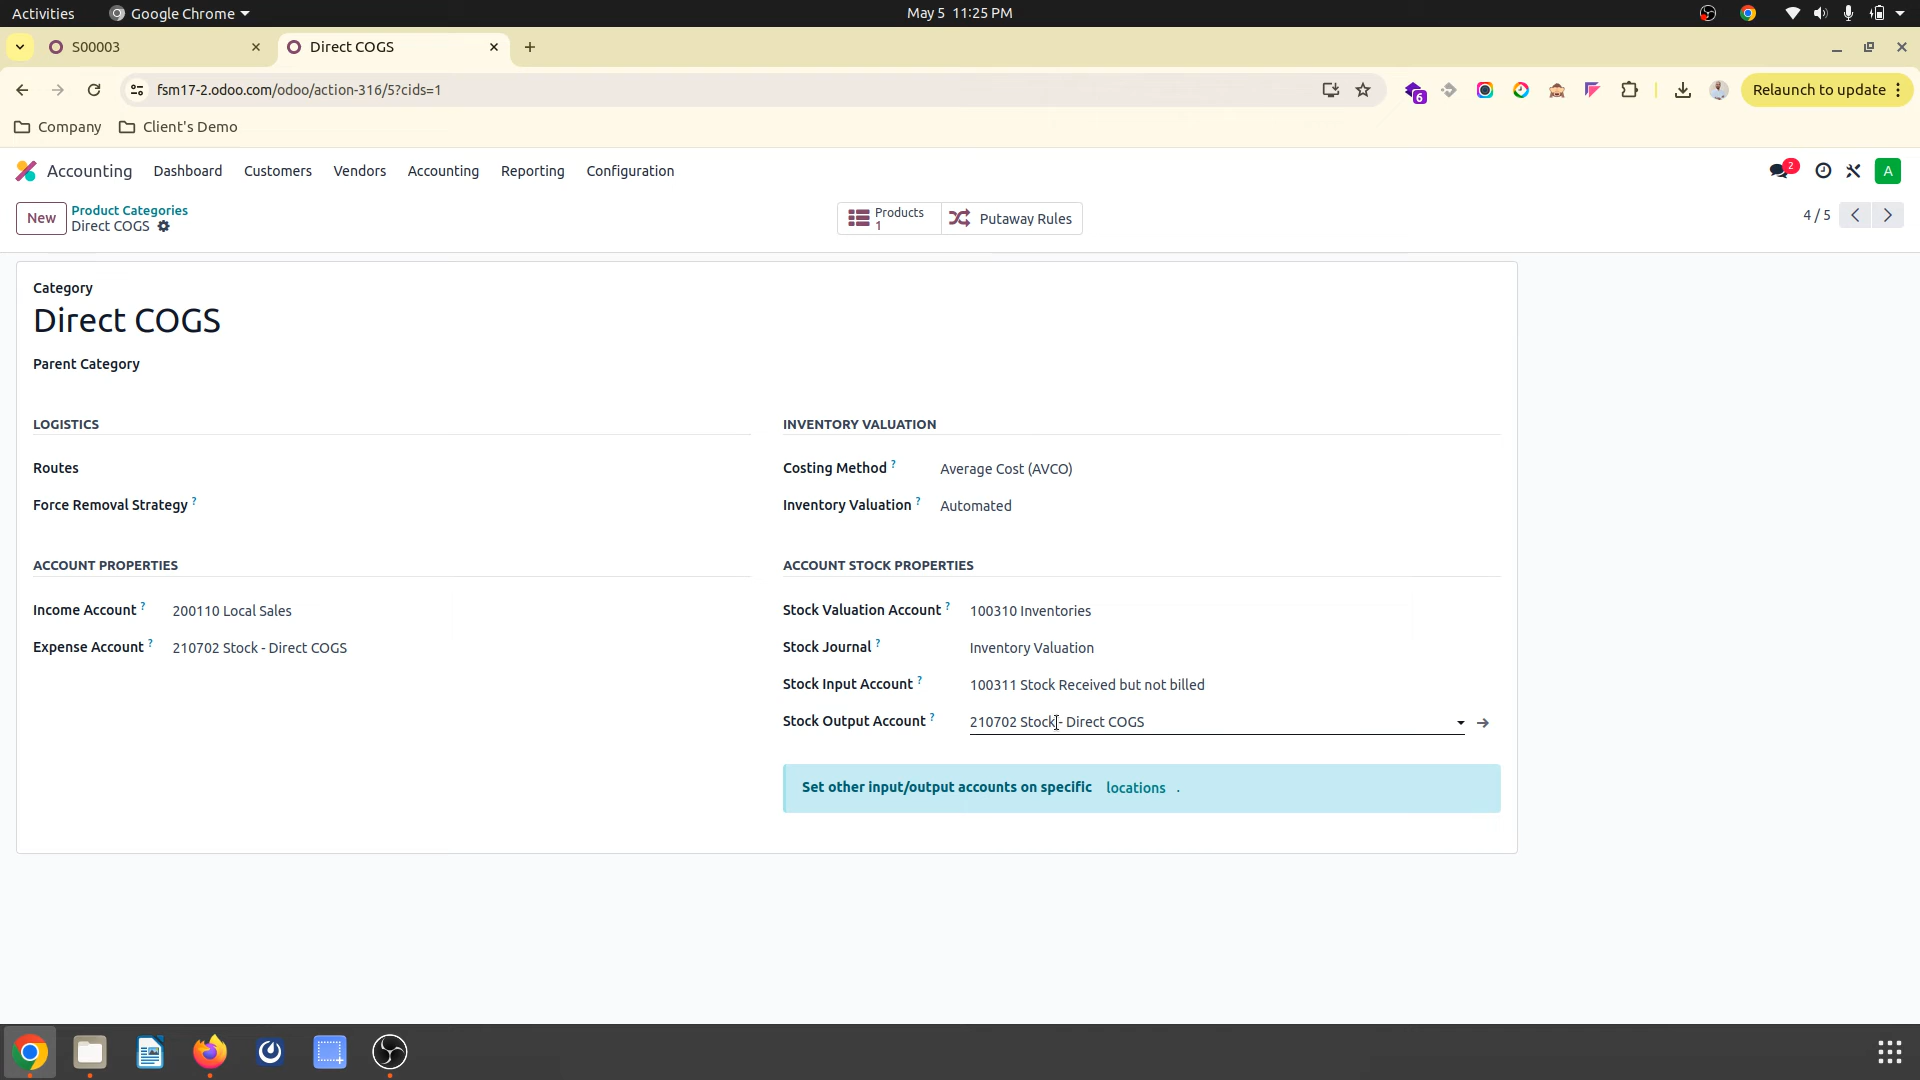 Activities
Google Chrome
May 5 11:25 PM
S00003
Direct COGS
fsm17-2.odoo.com/odoo/action-316/5?cids=1
6
Relaunch to update
Company
Client's Demo
Accounting
Dashboard
Customers
Vendors
Accounting
Reporting
Configuration
2
A
New
Product Categories
Direct COGS
Products
1
Putaway Rules
4 / 5
Category
Direct COGS
Parent Category
LOGISTICS
Routes
Force Removal Strategy ?
INVENTORY VALUATION
Costing Method ? Average Cost (AVCO)
Inventory Valuation ? Automated
ACCOUNT PROPERTIES
Income Account ? 200110 Local Sales
Expense Account ? 210702 Stock - Direct COGS
ACCOUNT STOCK PROPERTIES
Stock Valuation Account ? 100310 Inventories
Stock Journal ? Inventory Valuation
Stock Input Account ? 100311 Stock Received but not billed
Stock Output Account ? 210702 Stock - Direct COGS
Set other input/output accounts on specific locations .